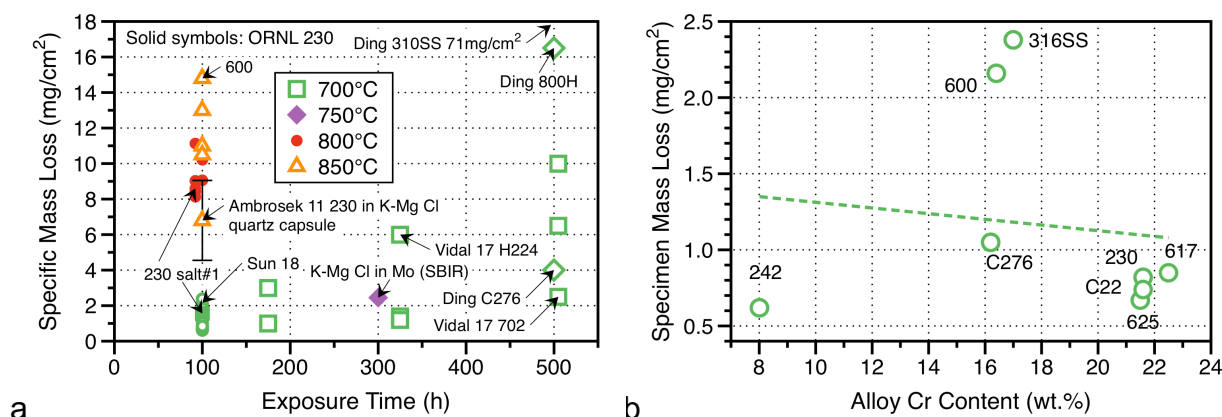 18
16
14
12
10
8
6
4
2
0
Specific Mass Loss (mg/cm²)
Solid symbols: ORNL 230
600
700°C
750°C
800°C
850°C
Ding 310SS 71mg/cm²
Ding 800H
Ambrosek 11 230 in K-Mg Cl
quartz capsule
230 salt#1
Sun 18
K-Mg Cl in Mo (SBIR)
Vidal 17 H224
Ding C276
Vidal 17 702
0 100 200 300 400 500
Exposure Time (h)
a
2.5
2.0
1.5
1.0
0.5
Specimen Mass Loss (mg/cm²)
316SS
600
242
C276
230
617
C22
625
8 10 12 14 16 18 20 22 24
Alloy Cr Content (wt.%)
b